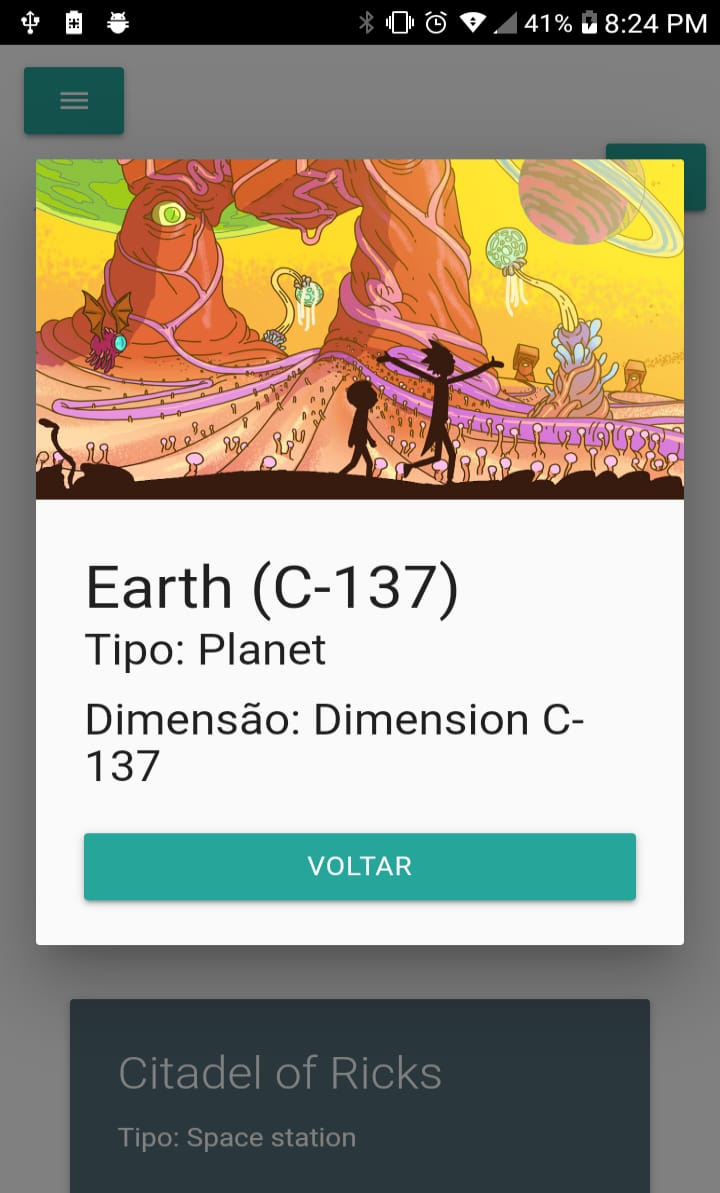 41% 8:24 PM
Earth (C-137)
Tipo: Planet
Dimensão: Dimension C-
137
VOLTAR
Citadel of Ricks
Tipo: Space station